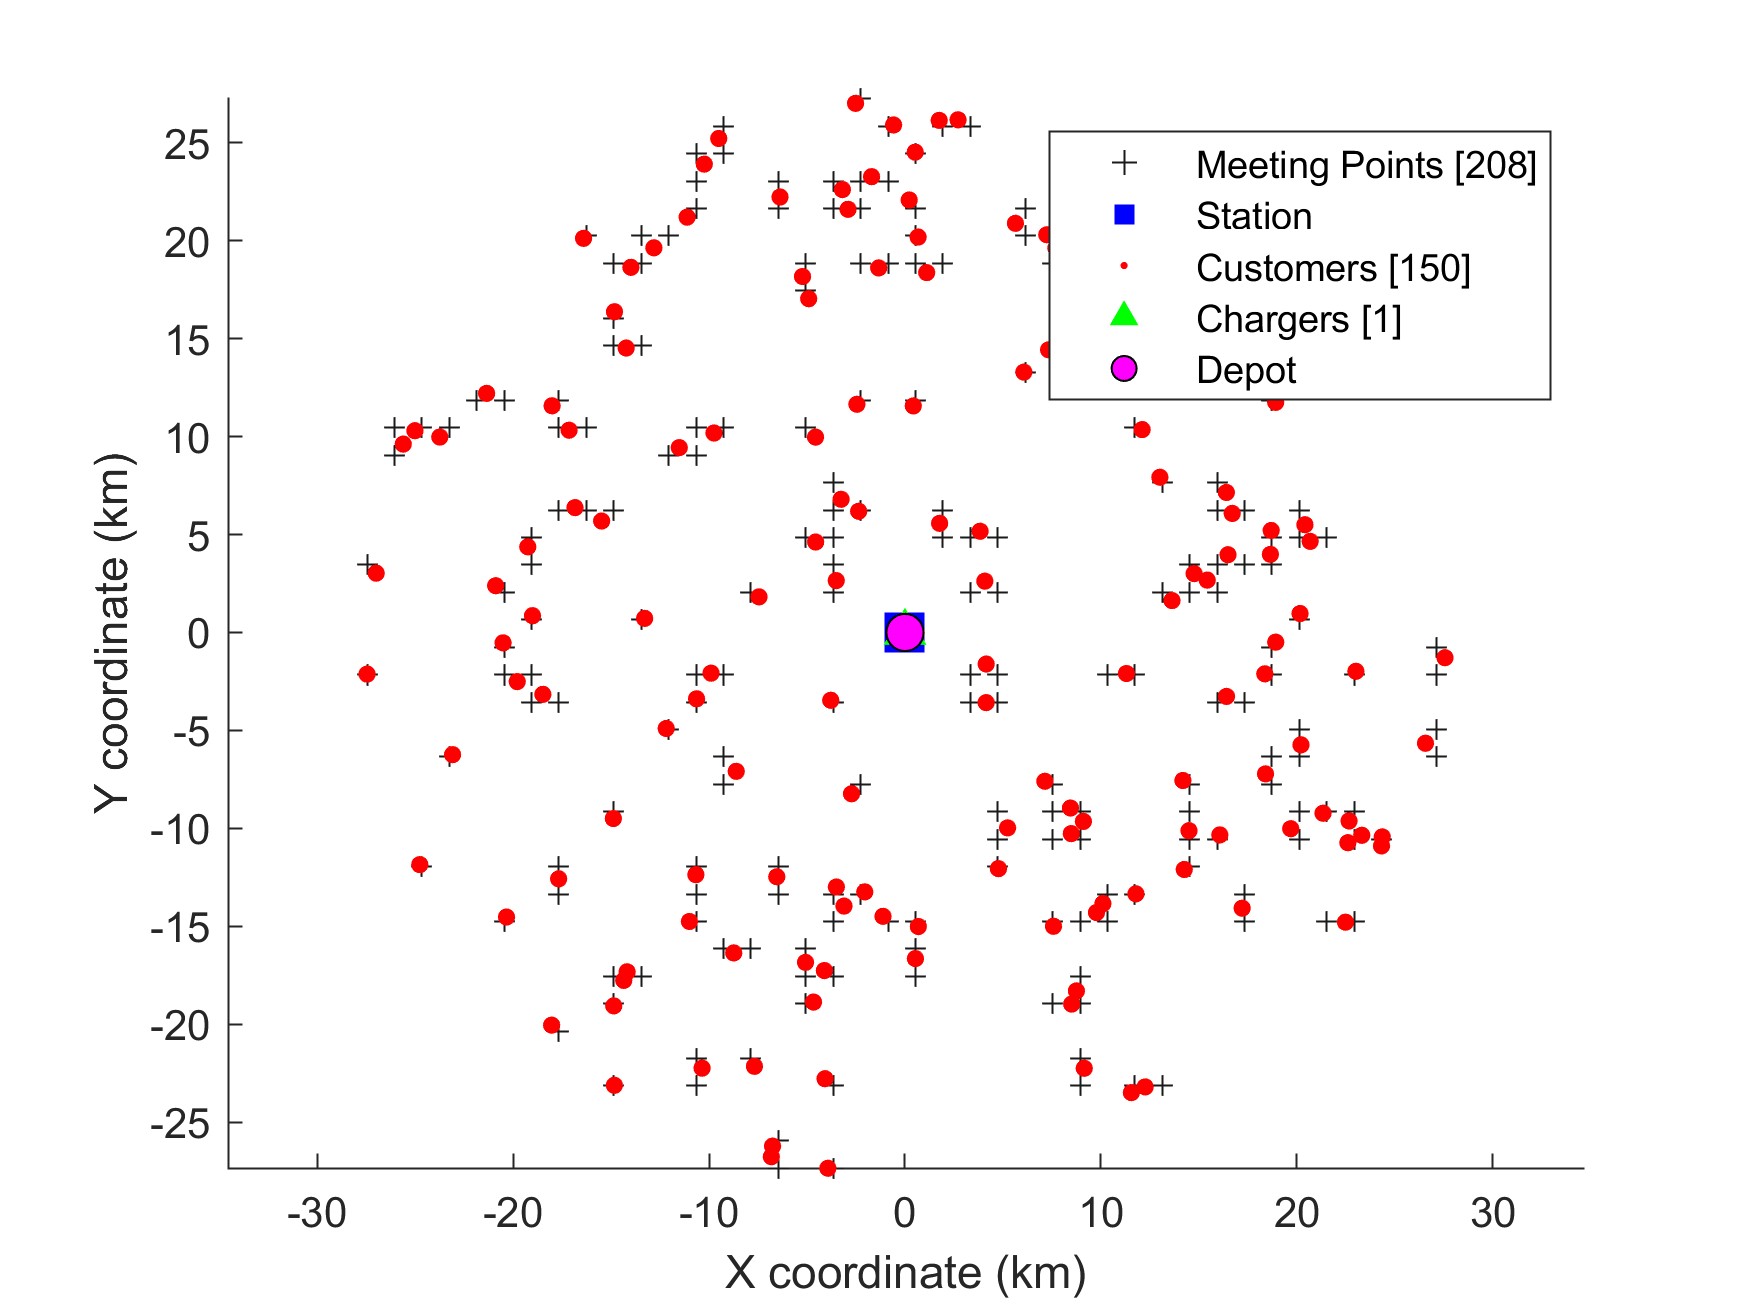 25
20
15
10
5
0
-5
-10
-15
-20
-25
Y coordinate (km)
Meeting Points [208]
Station
Customers [150]
Chargers [1]
Depot
-30 -20 -10 0 10 20 30
X coordinate (km)